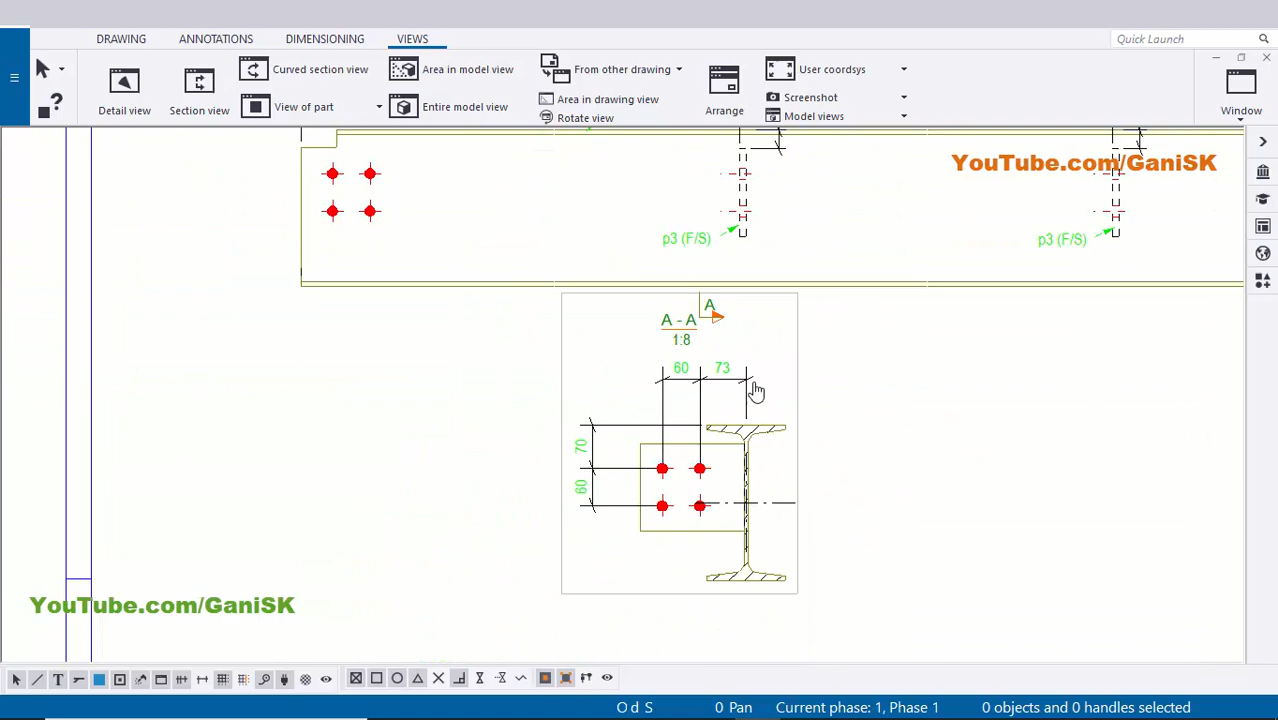 DRAWING ANNOTATIONS DIMENSIONING VIEWS Quick Launch
Curved section view Area in model view From other drawing User coordsys
Detail view Section view View of part Entire model view Area in drawing view Rotate view Arrange Screenshot Model views Window
YouTube.com/GaniSK
p3 (F/S) p3 (F/S)
A
A - A
1:8
60 73
70
60
YouTube.com/GaniSK
O d S 0 Pan Current phase: 1, Phase 1 0 objects and 0 handles selected